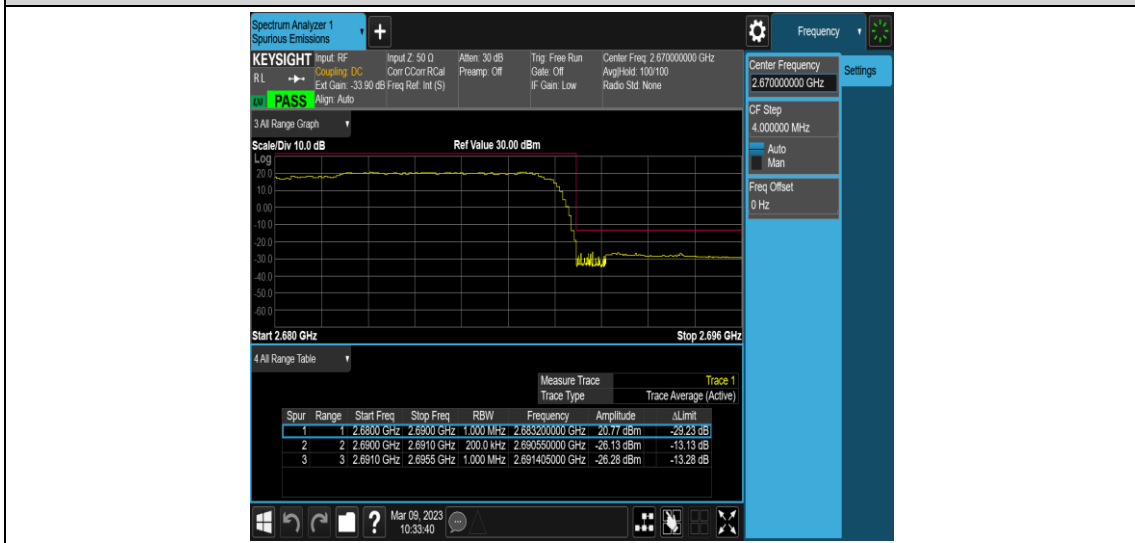 Spectrum Analyzer 1
Spurious Emissions
+
Frequency
KEYSIGHT Input: RF Input Z: 50 Ω Atten: 30 dB Trig: Free Run Center Freq: 2.670000000 GHz
RL Coupling: DC Corr CCorr RCal Preamp: Off Gate: Off Avg|Hold: 100/100
Ext Gain: -33.90 dB Freq Ref: Int (S) IF Gain: Low Radio Std: None
LXI PASS Align: Auto
Center Frequency
2.670000000 GHz
Settings
CF Step
4.000000 MHz
Auto
Man
Freq Offset
0 Hz
3 All Range Graph
Scale/Div 10.0 dB Ref Value 30.00 dBm
Log
20.0
10.0
0.00
-10.0
-20.0
-30.0
-40.0
-50.0
-60.0
Start 2.680 GHz Stop 2.696 GHz
4 All Range Table
Measure Trace Trace 1
Trace Type Trace Average (Active)
Spur Range Start Freq Stop Freq RBW Frequency Amplitude ΔLimit
1 1 2.6800 GHz 2.6900 GHz 1.000 MHz 2.683200000 GHz 20.77 dBm -29.23 dB
2 2 2.6900 GHz 2.6910 GHz 200.0 kHz 2.690550000 GHz -26.13 dBm -13.13 dB
3 3 2.6910 GHz 2.6955 GHz 1.000 MHz 2.691405000 GHz -26.28 dBm -13.28 dB
? Mar 09, 2023
10:33:40